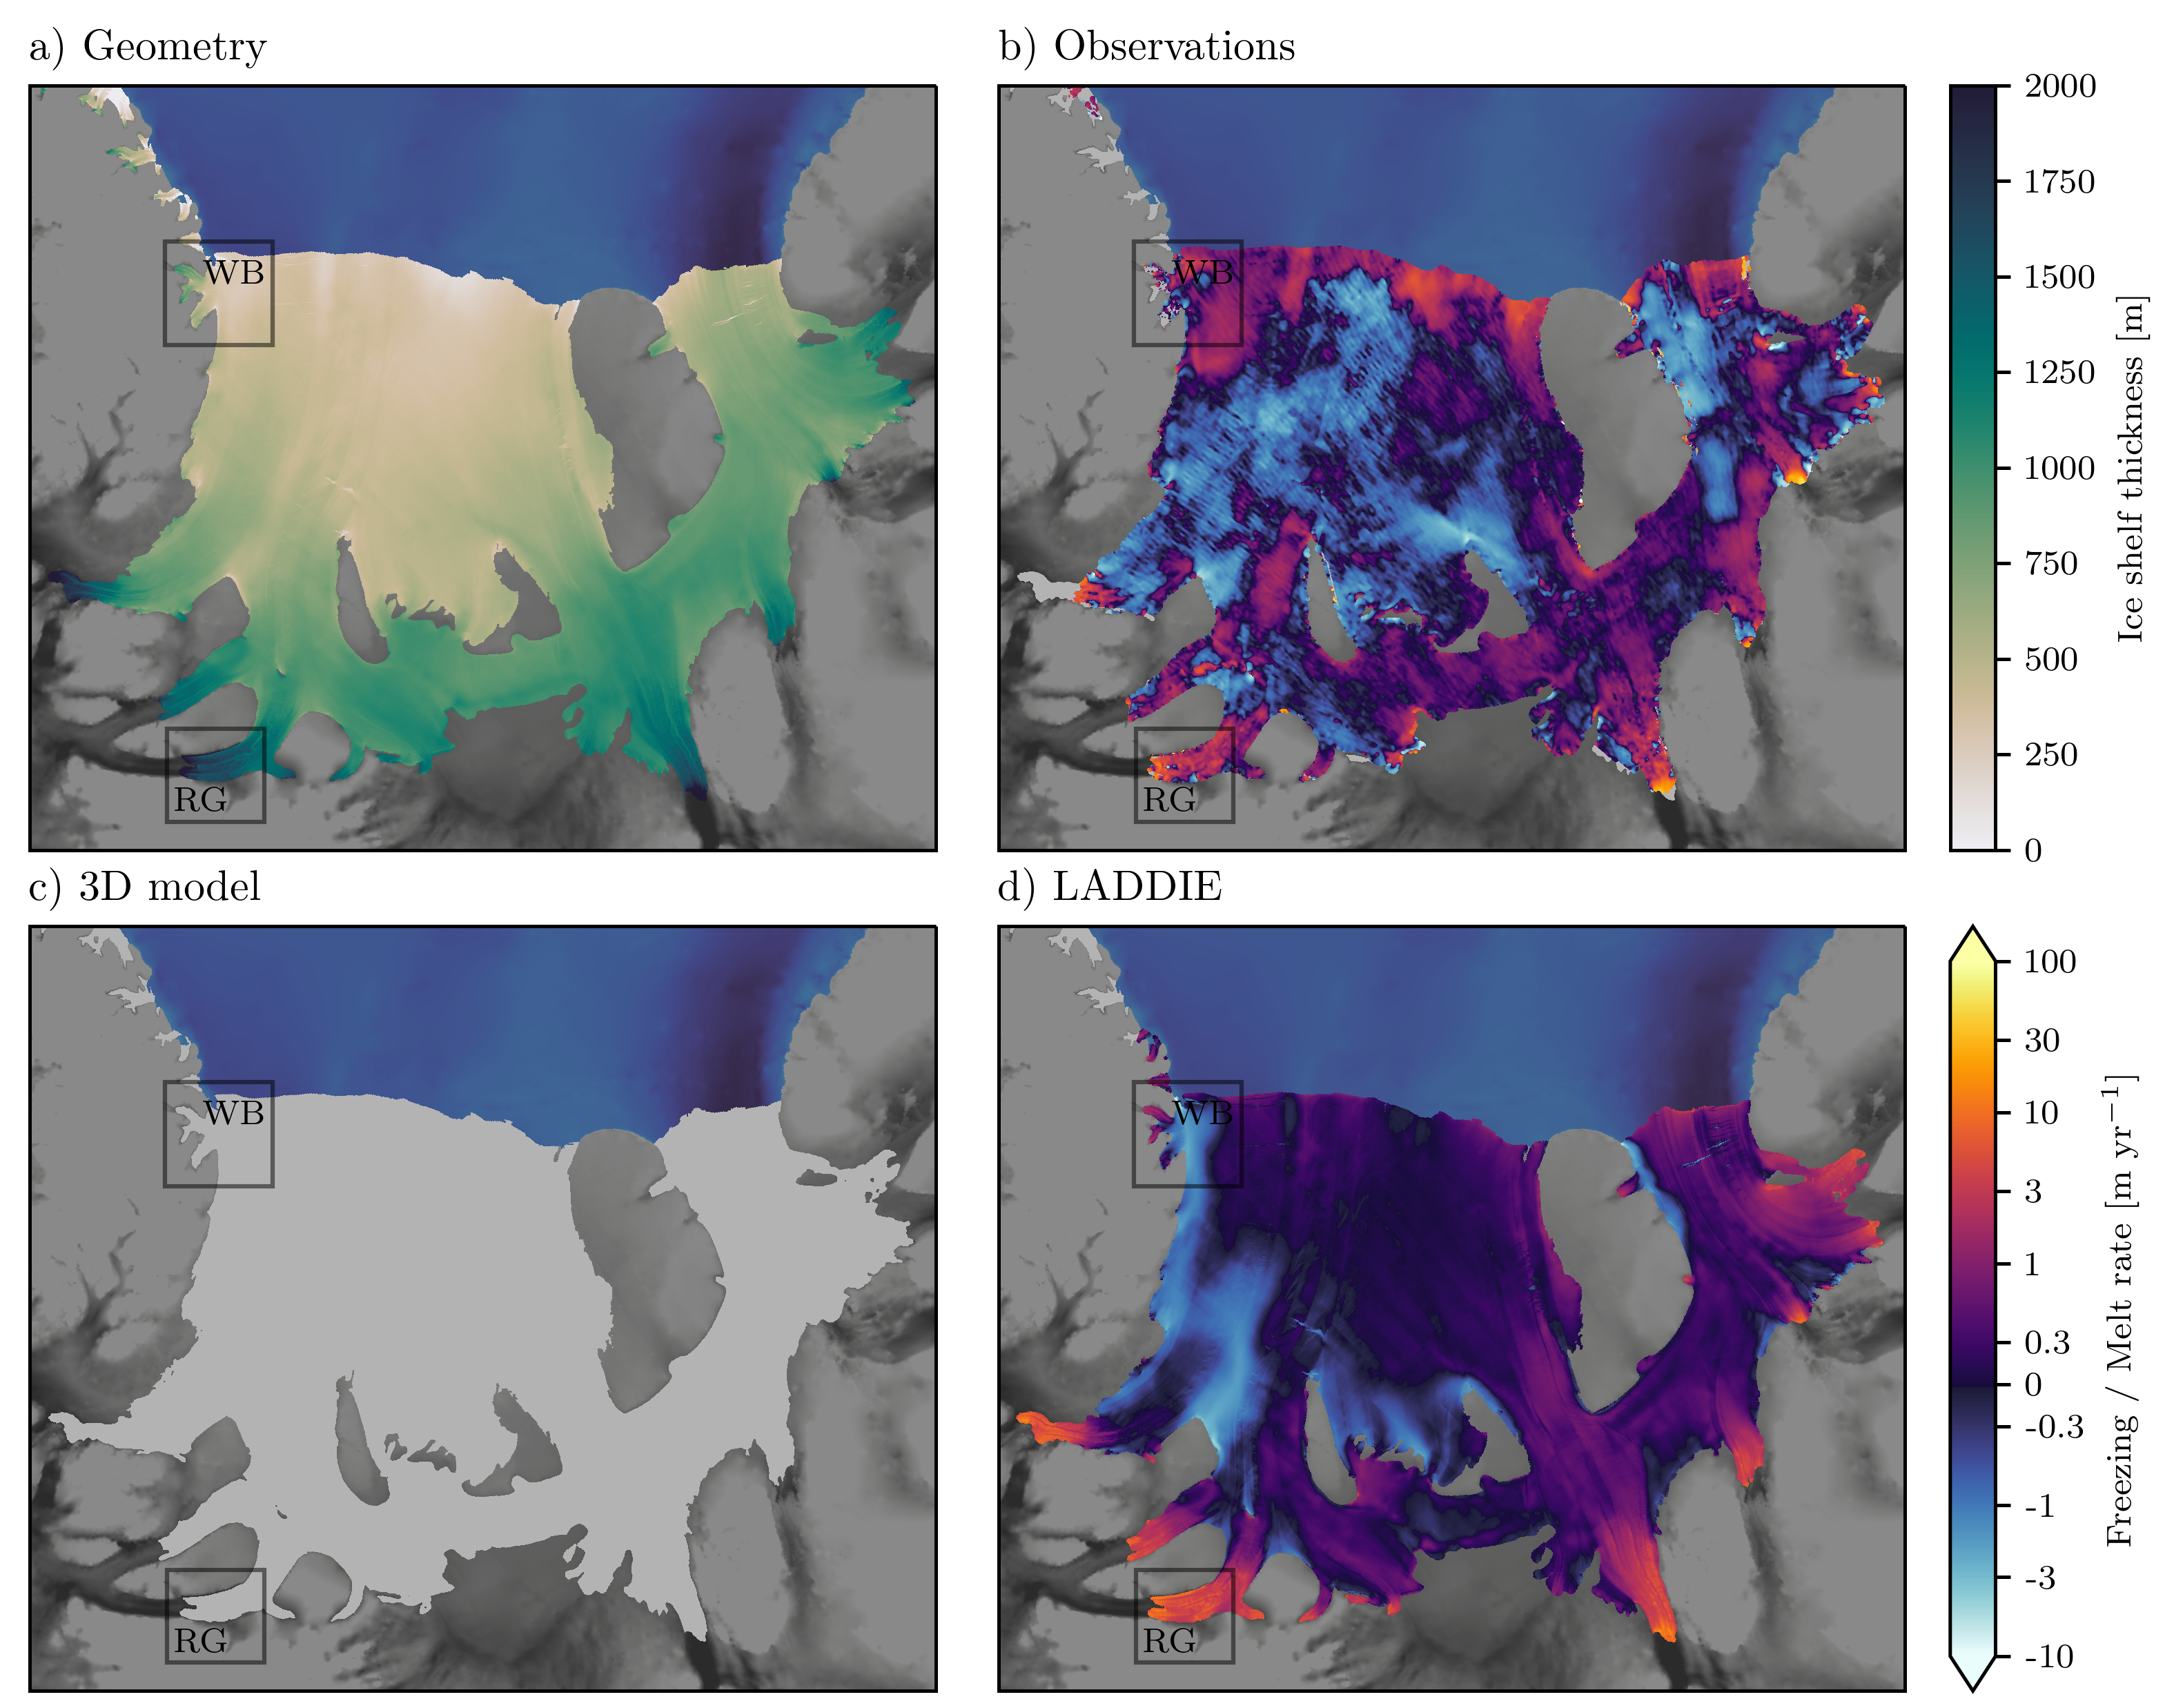 a) Geometry
b) Observations
WB
RG
WB
RG
2000
1750
1500
1250
1000
750
500
250
0
Ice shelf thickness [m]
c) 3D model
d) LADDIE
WB
RG
WB
RG
100
30
10
3
1
0.3
0
-0.3
-1
-3
-10
Freezing / Melt rate [m yr⁻¹]